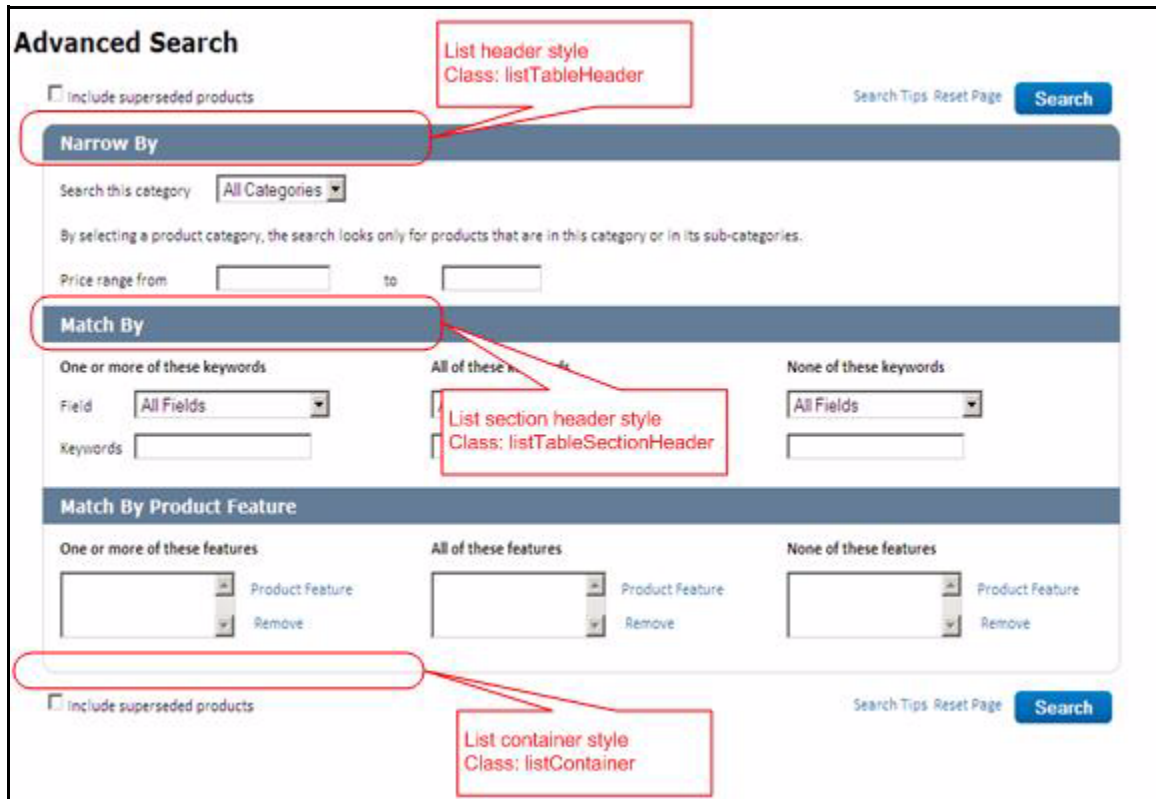 Advanced Search
List header style
Class: listTableHeader
Include superseded products
Search Tips Reset Page Search
Narrow By
Search this category All Categories
By selecting a product category, the search looks only for products that are in this category or in its sub-categories.
Price range from to
Match By
One or more of these keywords All of these None of these keywords
Field All Fields All Fields
List section header style
Class: listTableSectionHeader
Keywords
Match By Product Feature
One or more of these features All of these features None of these features
Product Feature Product Feature Product Feature
Remove Remove Remove
Include superseded products
Search Tips Reset Page Search
List container style
Class: listContainer